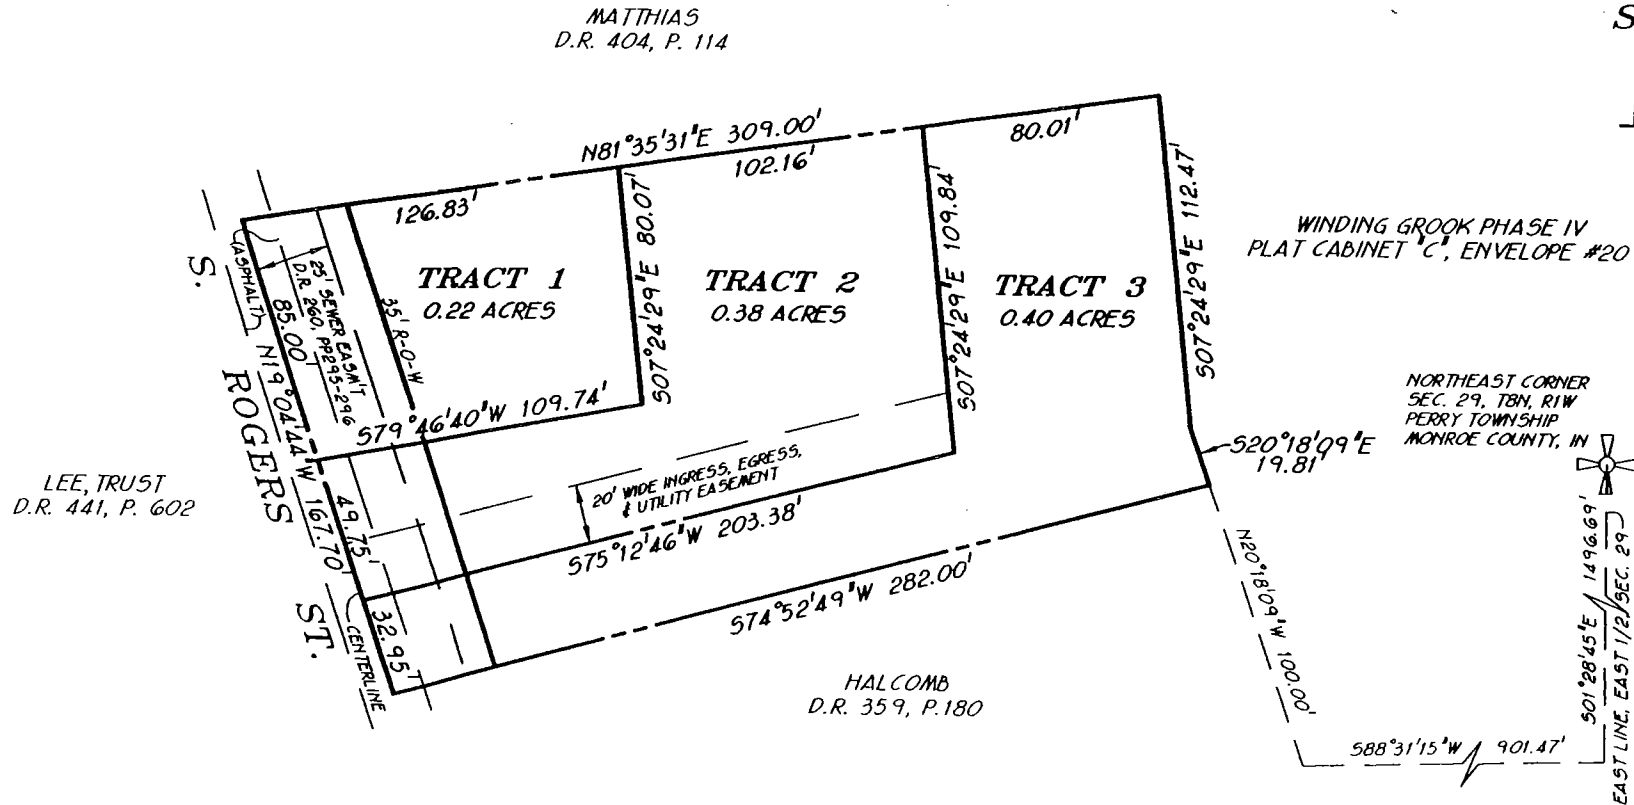 MATTHIAS
D.R. 404, P. 114
S
N81°35'31"E 309.00'
126.83'
102.16'
80.01'
S.
ROGERS
ST.
(ASPHALT)
85.00'
N19°04'44"W 167.70'
49.75'
32.95'
CENTERLINE
25' SEWER EASM'T
D.R. 260, PP295-296
35' R-O-W
TRACT 1
0.22 ACRES
S07°24'29"E 80.07'
TRACT 2
0.38 ACRES
S07°24'29"E 109.84'
TRACT 3
0.40 ACRES
S07°24'29"E 112.47'
WINDING GROOK PHASE IV
PLAT CABINET "C", ENVELOPE #20
S79°46'40"W 109.74'
20' WIDE INGRESS, EGRESS,
& UTILITY EASEMENT
S75°12'46"W 203.38'
S74°52'49"W 282.00'
S20°18'09"E
19.81'
NORTHEAST CORNER
SEC. 29, T8N, R1W
PERRY TOWNSHIP
MONROE COUNTY, IN
LEE, TRUST
D.R. 441, P. 602
HALCOMB
D.R. 359, P.180
N20°18'09"W 100.00'
S88°31'15"W 901.47'
S01°28'45"E 1496.69'
EAST LINE, EAST 1/2, SEC. 29